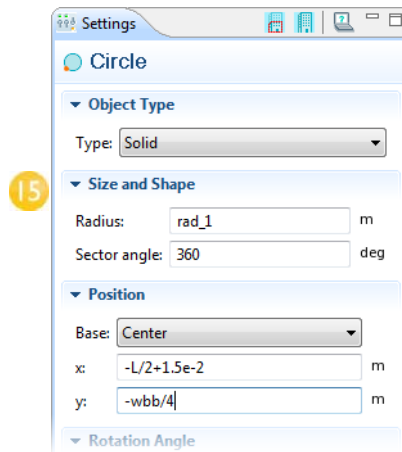 Settings
Circle
Object Type
Type: Solid
15
Size and Shape
Radius: rad_1 m
Sector angle: 360 deg
Position
Base: Center
x: -L/2+1.5e-2 m
y: -wbb/4 m
Rotation Angle